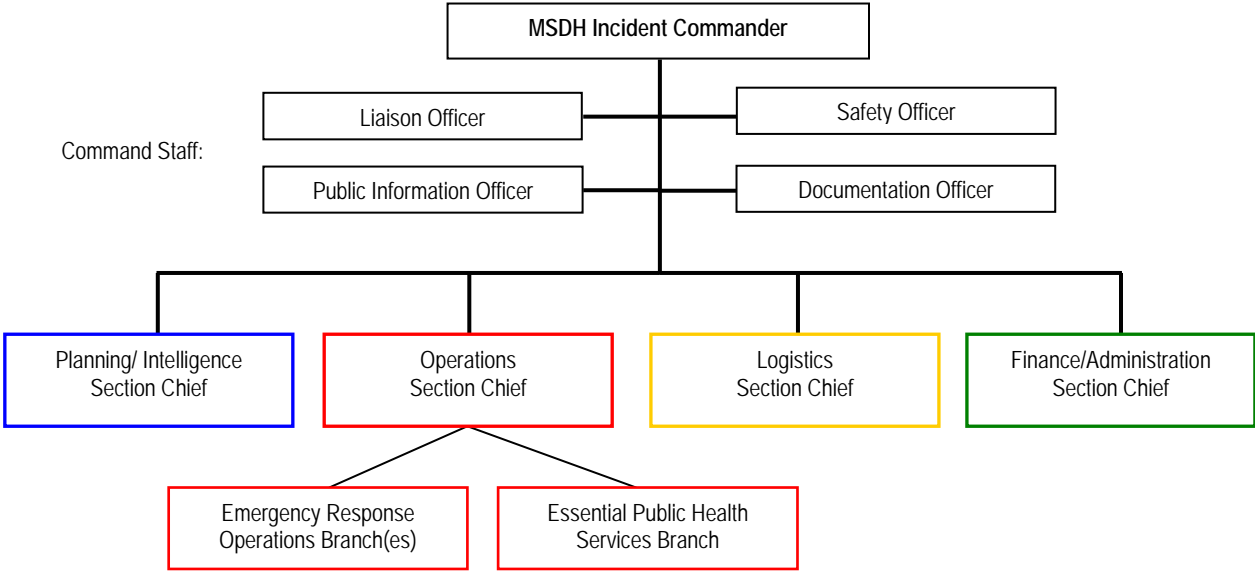 MSDH Incident Commander
Liaison Officer
Safety Officer
Command Staff:
Public Information Officer
Documentation Officer
Planning/ Intelligence
Section Chief
Operations
Section Chief
Logistics
Section Chief
Finance/Administration
Section Chief
Emergency Response
Operations Branch(es)
Essential Public Health
Services Branch